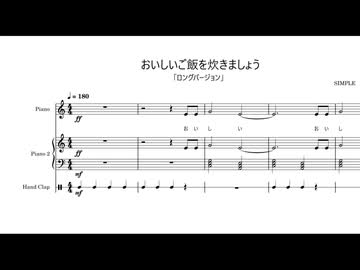 おいしいご飯を炊きましょう
「ロングバージョン」
SIMPLE
♩ = 180
Piano
ff
お い し い お い し
Piano 2
ff
mf
Hand Clap
mf